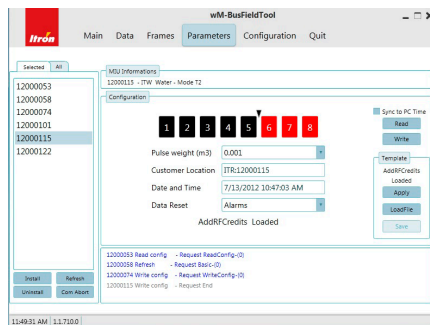 wM-BusFieldTool
Itrón
Main Data Frames Parameters Configuration Quit
Selected All
12000053
12000058
12000074
12000101
12000115
12000122
Install Refresh
Uninstall Com Abort
MIU Informations
12000115 - ITW Water - Mode T2
Configuration
1 2 3 4 5 6 7 8
Pulse weight (m3) 0.001
Customer Location ITR:12000115
Date and Time 7/13/2012 10:47:03 AM
Data Reset Alarms
AddRFCredits Loaded
Sync to PC Time
Read
Write
Template
AddRFCredits
Loaded
Apply
LoadFile
Save
12000053 Read config - Request ReadConfig-(0)
12000058 Refresh - Request Basic-(0)
12000074 Write config - Request WriteConfig-(0)
12000115 Write config - Request End
11:49:31 AM 1.1.710.0